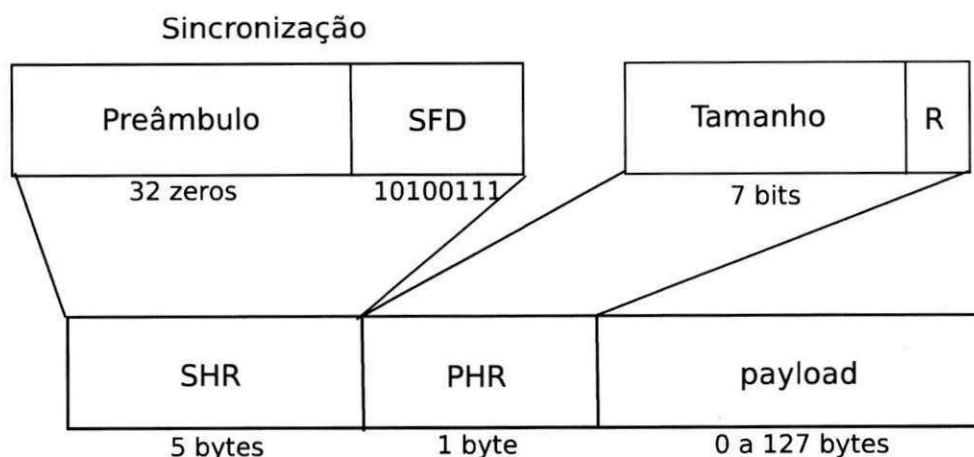 Sincronização
Preâmbulo SFD Tamanho R
32 zeros 10100111 7 bits
SHR PHR payload
5 bytes 1 byte 0 a 127 bytes